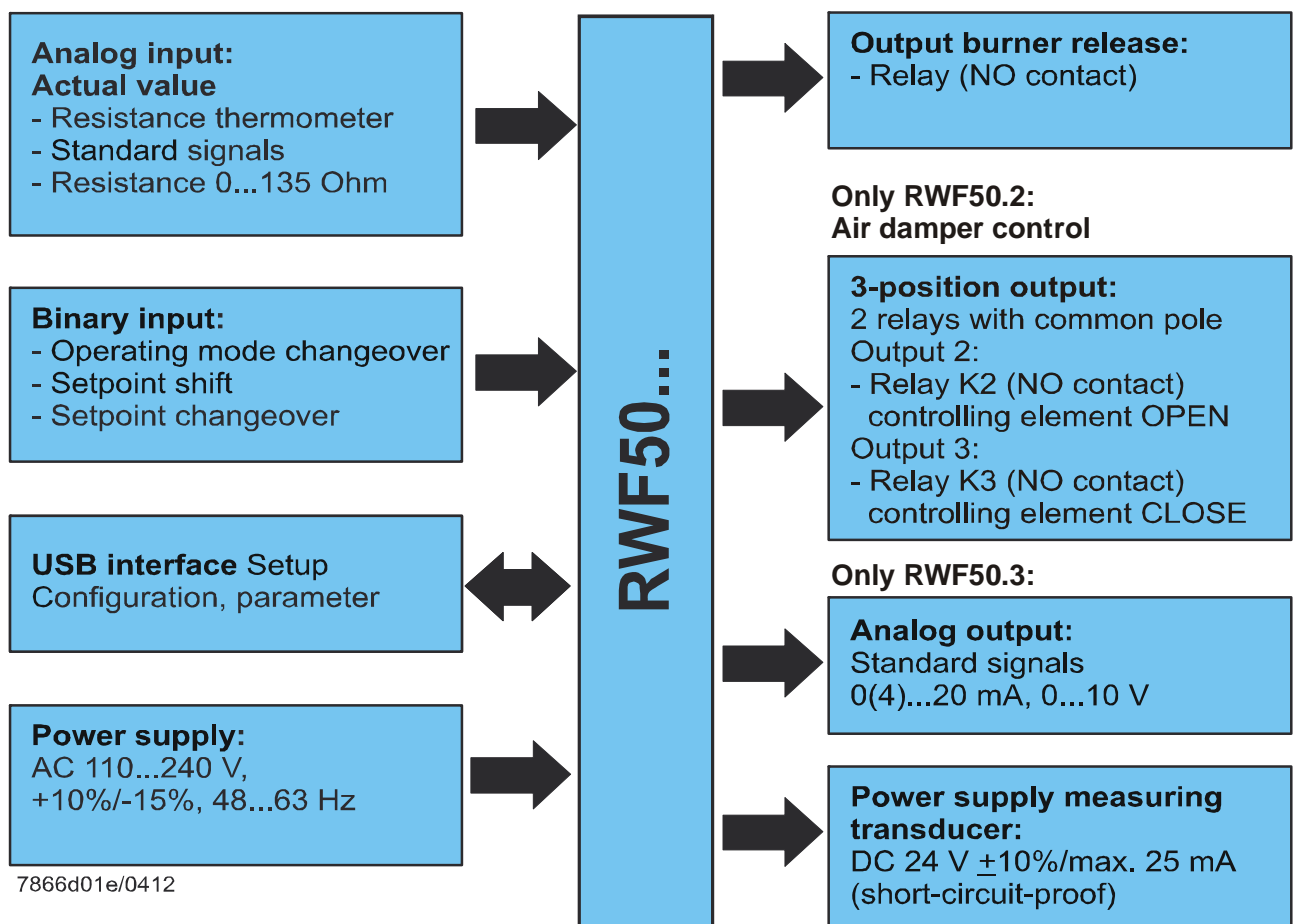 Analog input:
Actual value
- Resistance thermometer
- Standard signals
- Resistance 0...135 Ohm
Binary input:
- Operating mode changeover
- Setpoint shift
- Setpoint changeover
USB interface Setup
Configuration, parameter
Power supply:
AC 110...240 V,
+10%/-15%, 48...63 Hz
7866d01e/0412
RWF50...
Output burner release:
- Relay (NO contact)
Only RWF50.2:
Air damper control
3-position output:
2 relays with common pole
Output 2:
- Relay K2 (NO contact)
controlling element OPEN
Output 3:
- Relay K3 (NO contact)
controlling element CLOSE
Only RWF50.3:
Analog output:
Standard signals
0(4)...20 mA, 0...10 V
Power supply measuring
transducer:
DC 24 V ±10%/max. 25 mA
(short-circuit-proof)